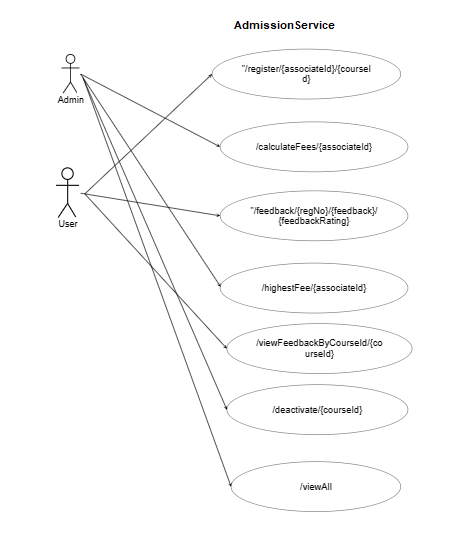 AdmissionService
"/register/{associateId}/{courseI
d}
Admin
/calculateFees/{associateId}
User
"/feedback/{regNo}/{feedback}/
{feedbackRating}
/highestFee/{associateId}
/viewFeedbackByCourseId/{co
urseId}
/deactivate/{courseId}
/viewAll